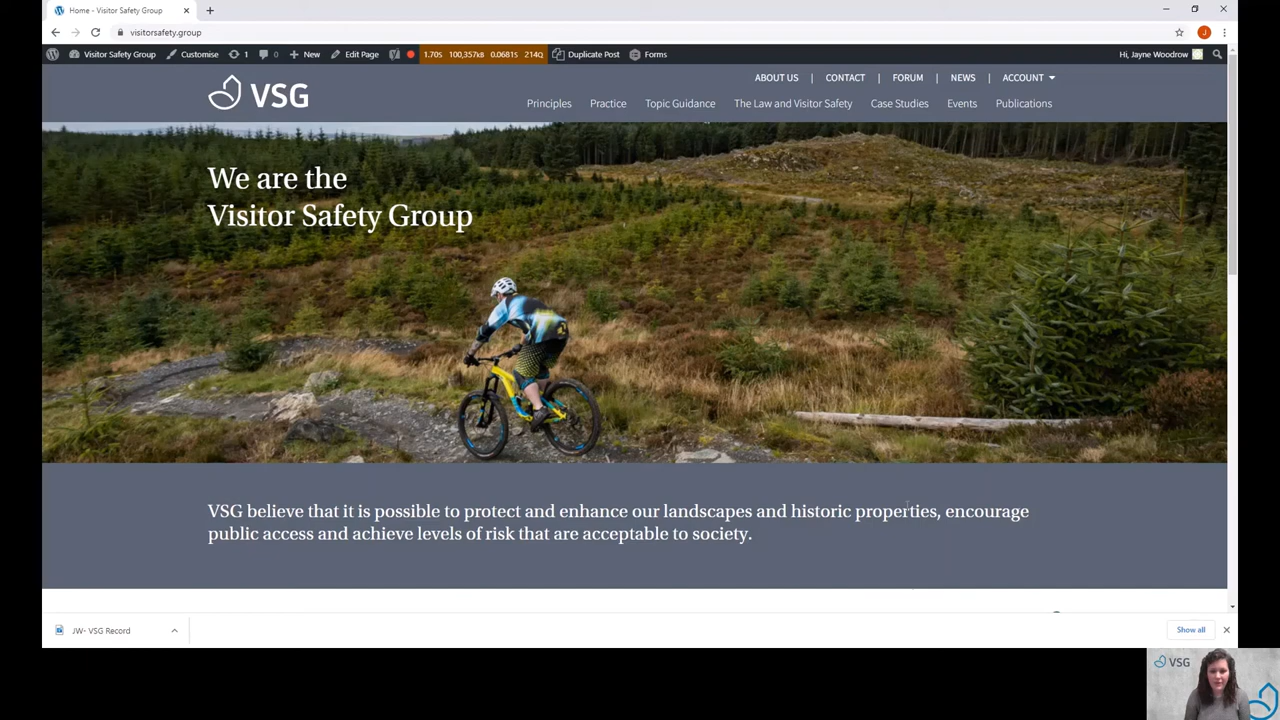 Home - Visitor Safety Group
visitorsafety.group
J
Visitor Safety Group
Customise
1
0
New
Edit Page
1.70S 100,357kB 0.0681S 214Q
Duplicate Post
Forms
Hi, Jayne Woodrow
VSG
ABOUT US | CONTACT | FORUM | NEWS | ACCOUNT
Principles Practice Topic Guidance The Law and Visitor Safety Case Studies Events Publications
We are the
Visitor Safety Group
VSG believe that it is possible to protect and enhance our landscapes and historic properties, encourage
public access and achieve levels of risk that are acceptable to society.
JW- VSG Record
Show all
VSG